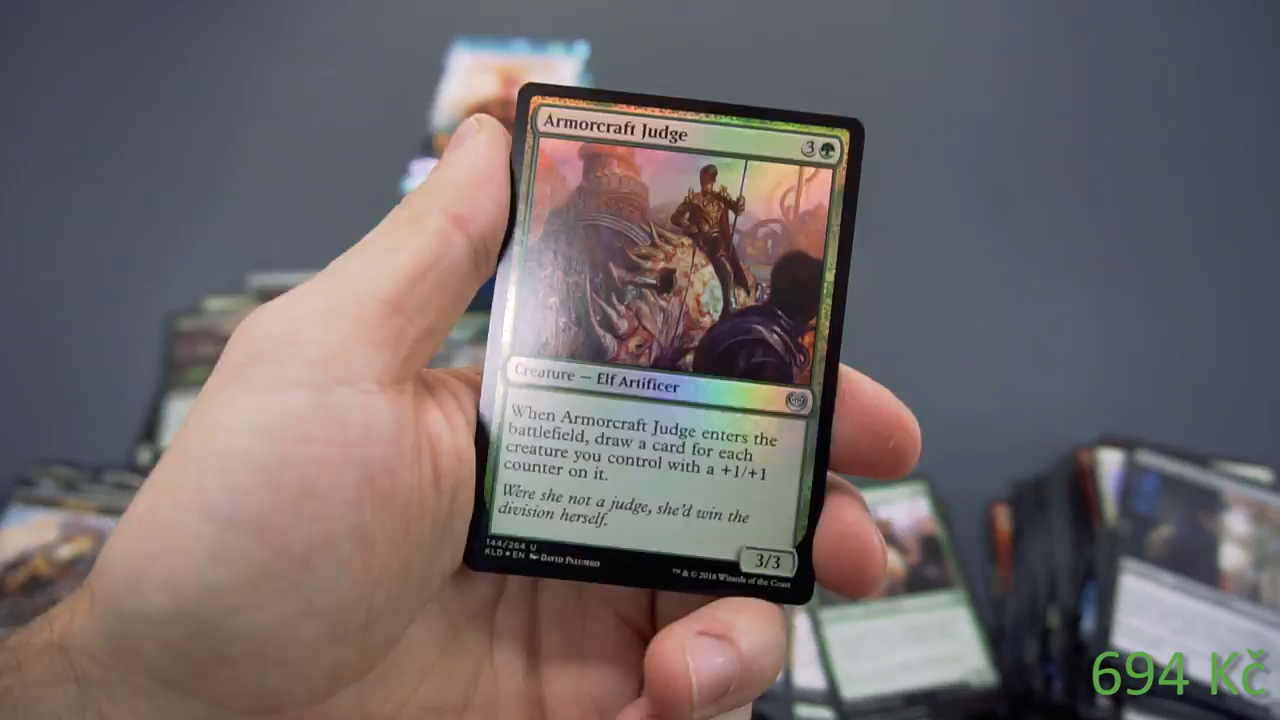 Armorcraft Judge
3
Creature — Elf Artificer
When Armorcraft Judge enters the
battlefield, draw a card for each
creature you control with a +1/+1
counter on it.
Were she not a judge, she'd win the
division herself.
144/264 U
KLD ★ EN David Palumbo
3/3
™ & © 2016 Wizards of the Coast
694 Kč